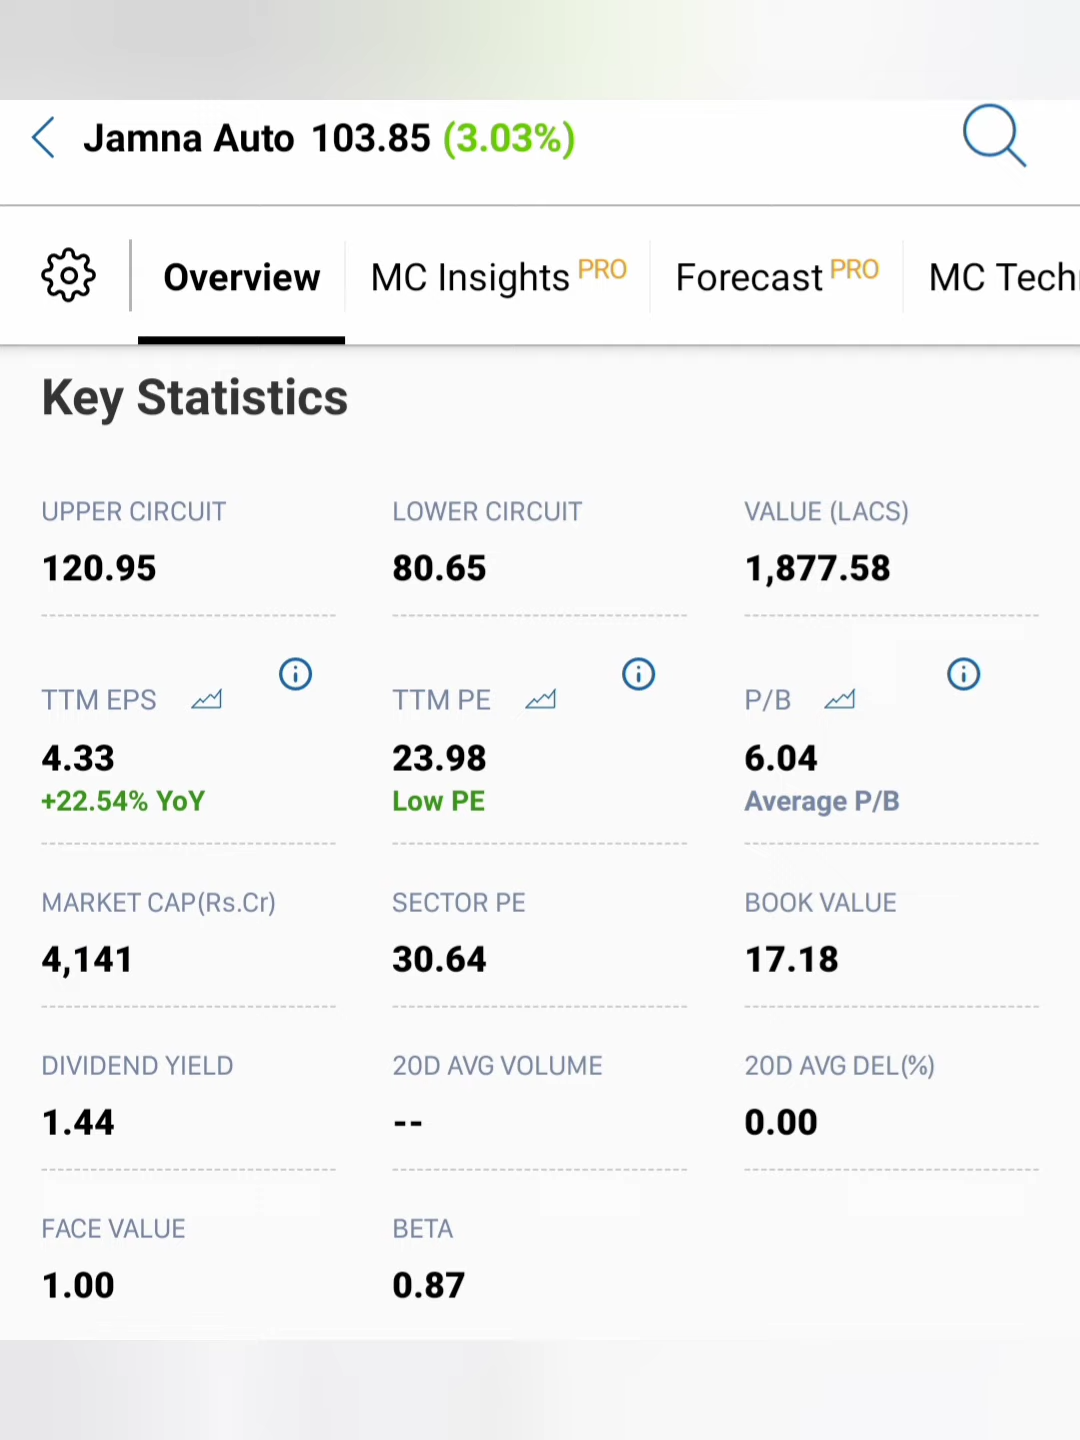 Jamna Auto 103.85 (3.03%)
Overview MC Insights PRO Forecast PRO MC Tech
Key Statistics
UPPER CIRCUIT LOWER CIRCUIT VALUE (LACS)
120.95 80.65 1,877.58
TTM EPS TTM PE P/B
4.33 23.98 6.04
+22.54% YoY Low PE Average P/B
MARKET CAP(Rs.Cr) SECTOR PE BOOK VALUE
4,141 30.64 17.18
DIVIDEND YIELD 20D AVG VOLUME 20D AVG DEL(%)
1.44 -- 0.00
FACE VALUE BETA
1.00 0.87